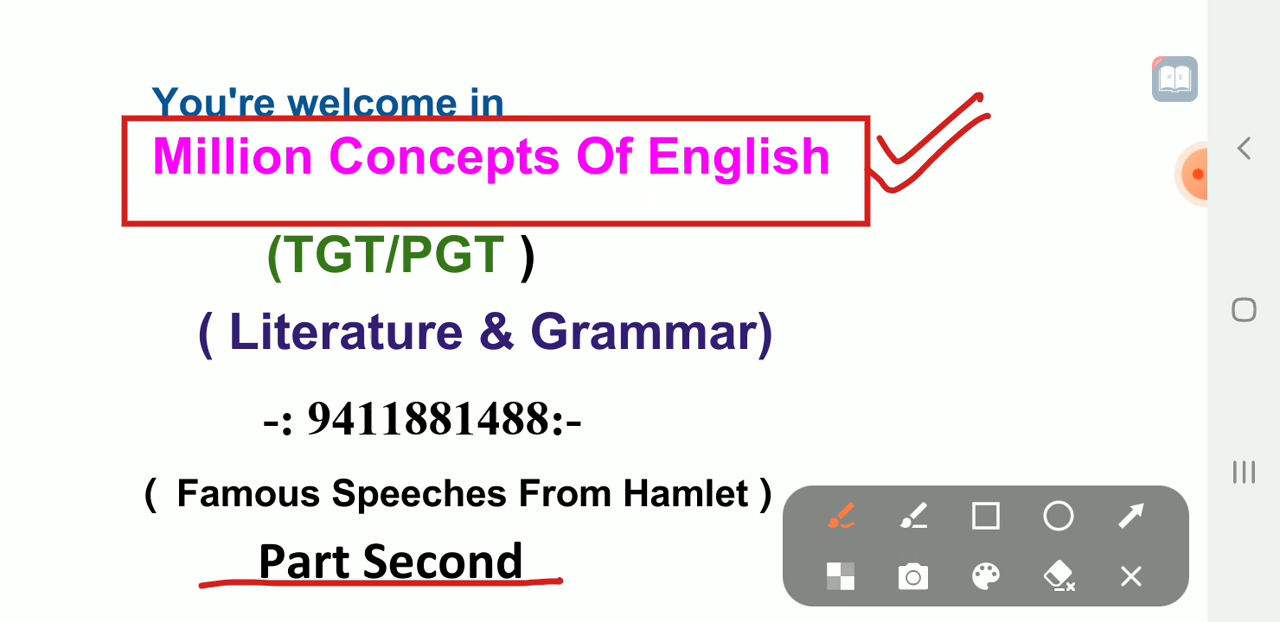 You're welcome in
Million Concepts Of English
(TGT/PGT )
( Literature & Grammar)
-: 9411881488:-
( Famous Speeches From Hamlet )
Part Second